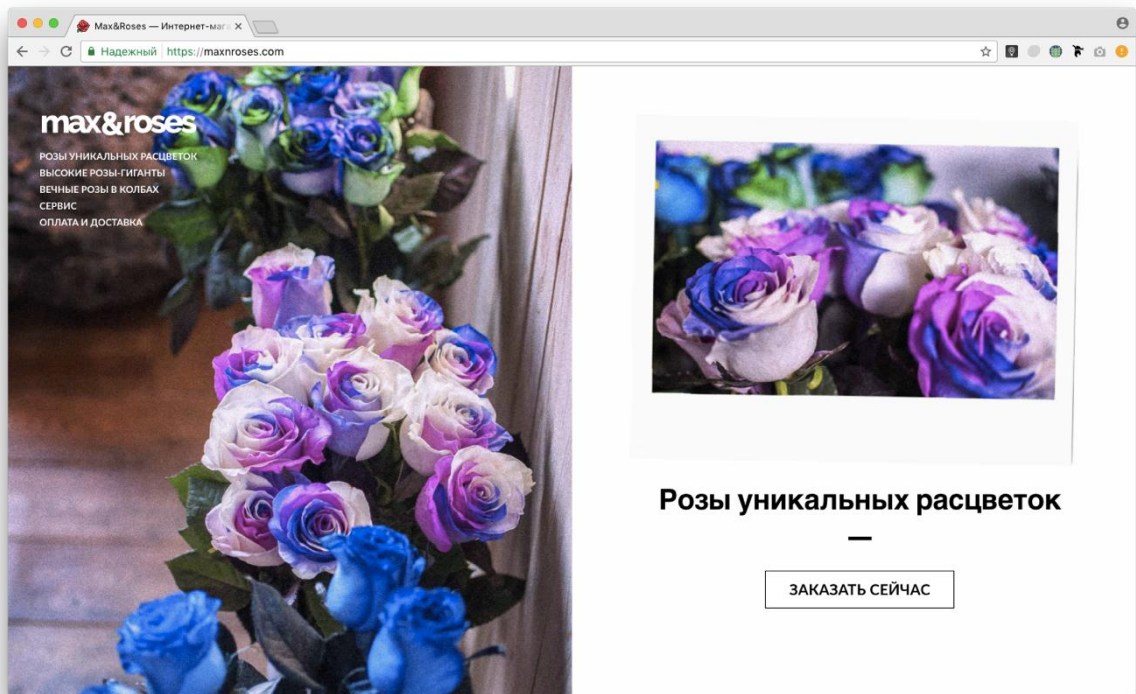 Max&Roses — Интернет-мага
Надежный https://maxnroses.com
max&roses
РОЗЫ УНИКАЛЬНЫХ РАСЦВЕТОК
ВЫСОКИЕ РОЗЫ-ГИГАНТЫ
ВЕЧНЫЕ РОЗЫ В КОЛБАХ
СЕРВИС
ОПЛАТА И ДОСТАВКА
Розы уникальных расцветок
ЗАКАЗАТЬ СЕЙЧАС